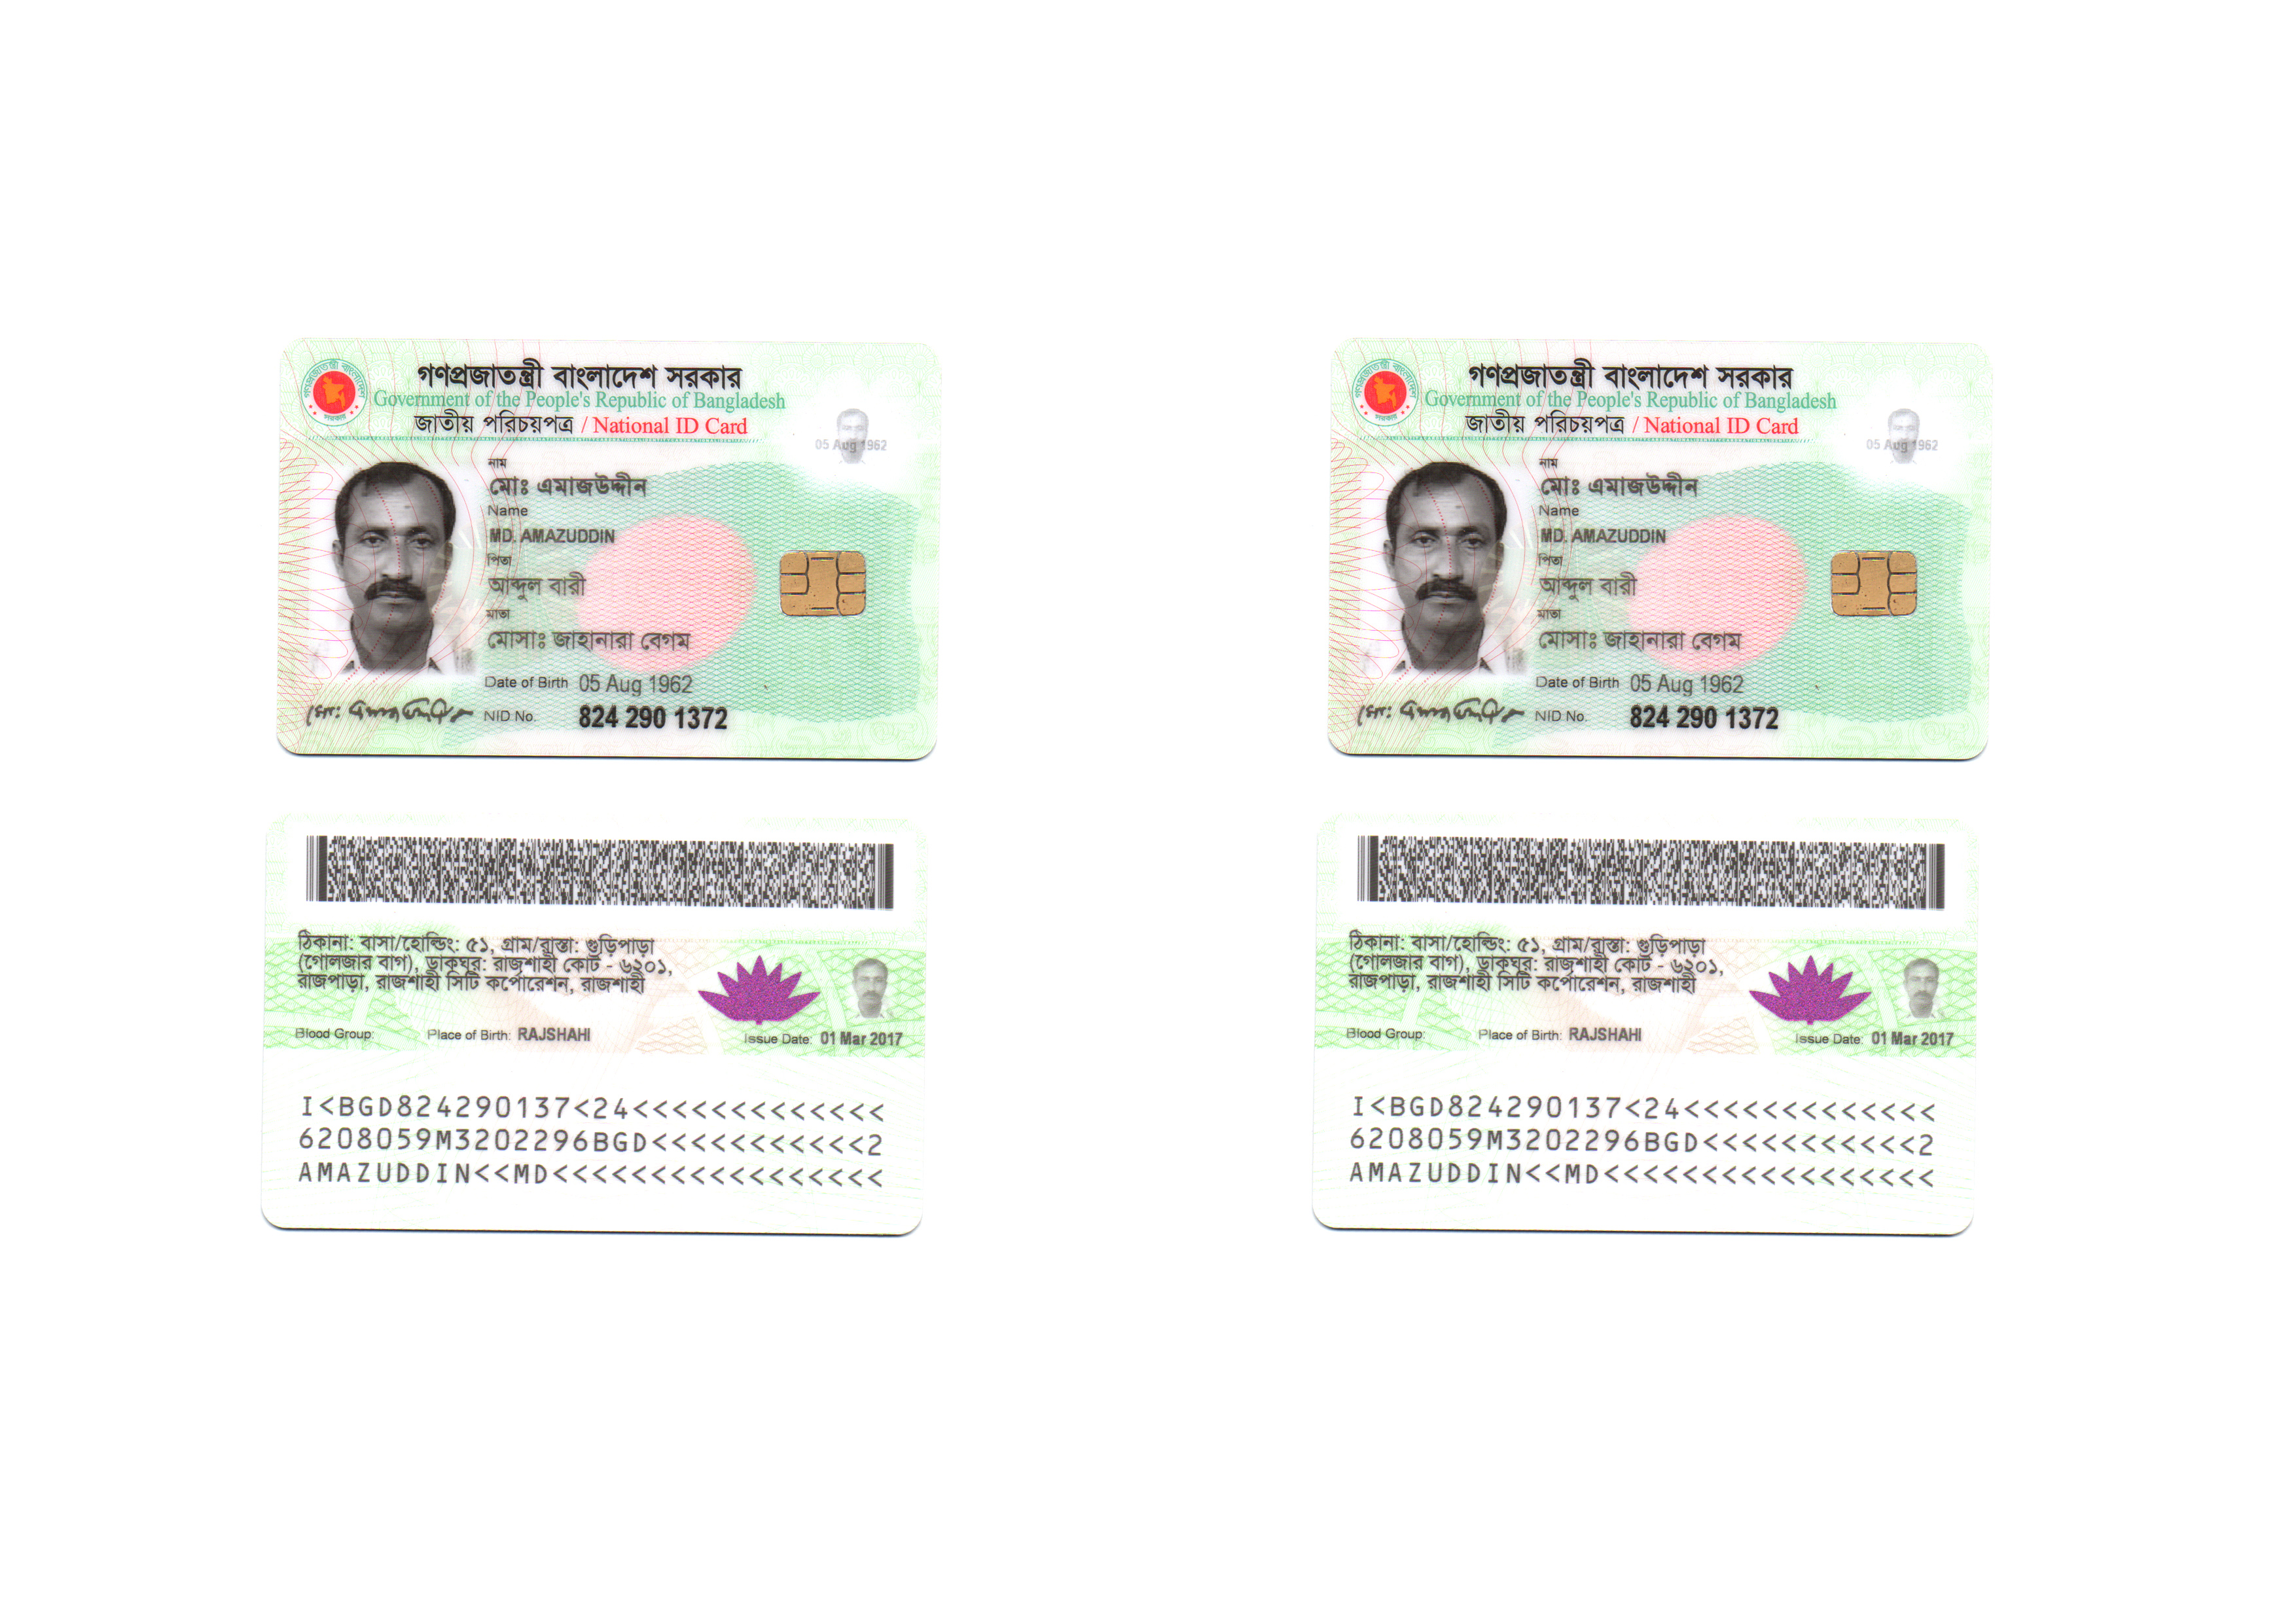 গণপ্রজাতন্ত্রী বাংলাদেশ সরকার
Government of the People's Republic of Bangladesh
জাতীয় পরিচয়পত্র / National ID Card
05 Aug 1962
নাম
মোঃ এমাজউদ্দীন
Name
MD. AMAZUDDIN
পিতা
আব্দুল বারী
মাতা
মোসাঃ জাহানারা বেগম
Date of Birth 05 Aug 1962
NID No. 824 290 1372
ঠিকানা: বাসা/হোল্ডিং: ৫১, গ্রাম/রাস্তা: গুড়িপাড়া
(গোলজার বাগ), ডাকঘর: রাজশাহী কোর্ট - ৬২০১,
রাজপাড়া, রাজশাহী সিটি কর্পোরেশন, রাজশাহী
Blood Group: Place of Birth: RAJSHAHI Issue Date: 01 Mar 2017
I<BGD824290137<24<<<<<<<<<<<<<
6208059M3202296BGD<<<<<<<<<<<2
AMAZUDDIN<<MD<<<<<<<<<<<<<<<<<
গণপ্রজাতন্ত্রী বাংলাদেশ সরকার
Government of the People's Republic of Bangladesh
জাতীয় পরিচয়পত্র / National ID Card
05 Aug 1962
নাম
মোঃ এমাজউদ্দীন
Name
MD. AMAZUDDIN
পিতা
আব্দুল বারী
মাতা
মোসাঃ জাহানারা বেগম
Date of Birth 05 Aug 1962
NID No. 824 290 1372
ঠিকানা: বাসা/হোল্ডিং: ৫১, গ্রাম/রাস্তা: গুড়িপাড়া
(গোলজার বাগ), ডাকঘর: রাজশাহী কোর্ট - ৬২০১,
রাজপাড়া, রাজশাহী সিটি কর্পোরেশন, রাজশাহী
Blood Group: Place of Birth: RAJSHAHI Issue Date: 01 Mar 2017
I<BGD824290137<24<<<<<<<<<<<<<
6208059M3202296BGD<<<<<<<<<<<2
AMAZUDDIN<<MD<<<<<<<<<<<<<<<<<